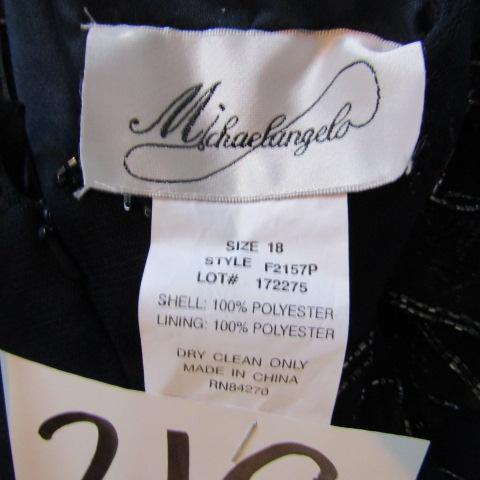 Michaelangelo
SIZE 18
STYLE F2157P
LOT# 172275
SHELL: 100% POLYESTER
LINING: 100% POLYESTER
DRY CLEAN ONLY
MADE IN CHINA
RN84270